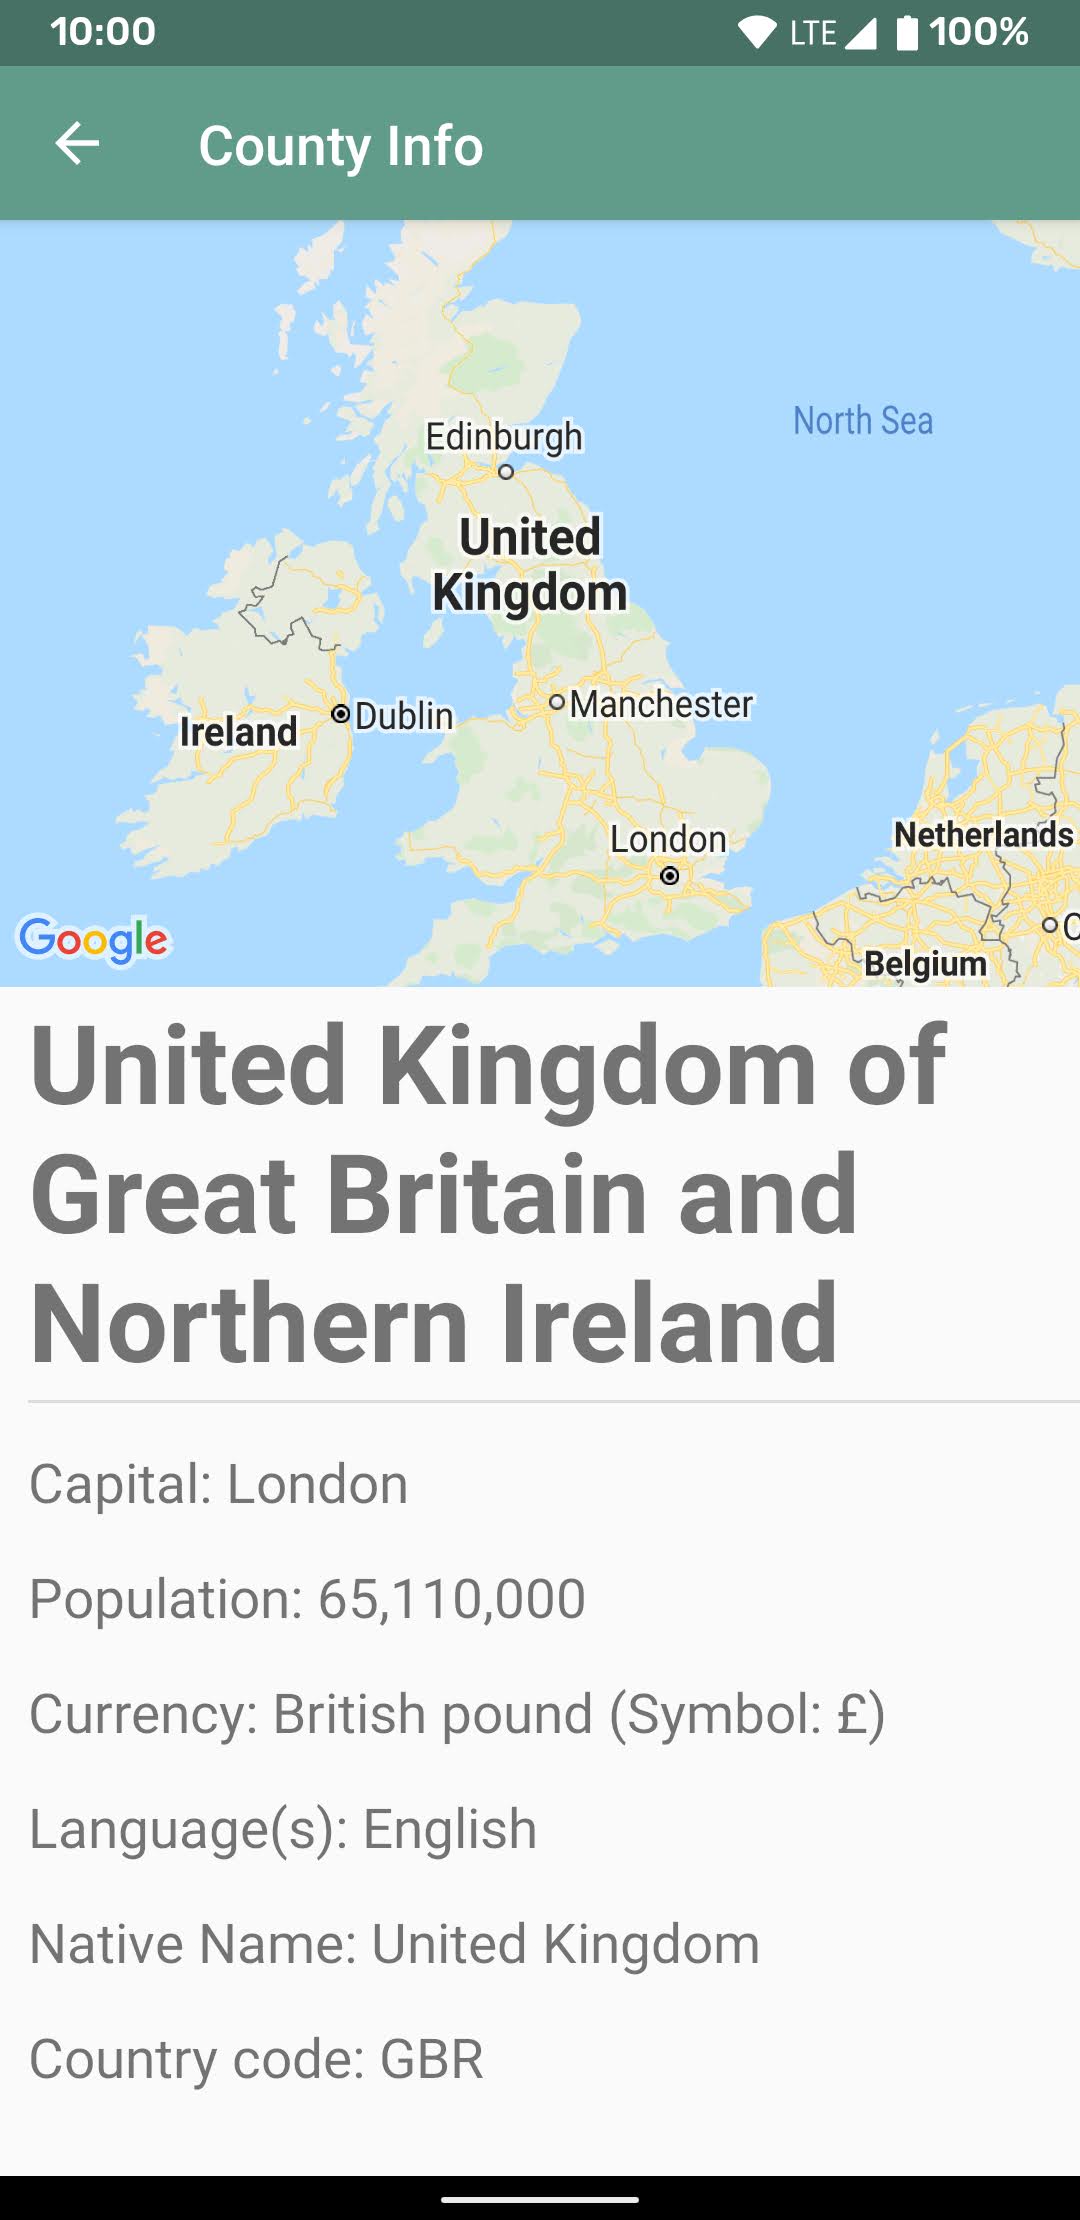 10:00 LTE 100%
County Info
North Sea
Edinburgh
United
Kingdom
Manchester
Dublin
Ireland
London
Netherlands
Belgium
Google
United Kingdom of
Great Britain and
Northern Ireland
Capital: London
Population: 65,110,000
Currency: British pound (Symbol: £)
Language(s): English
Native Name: United Kingdom
Country code: GBR